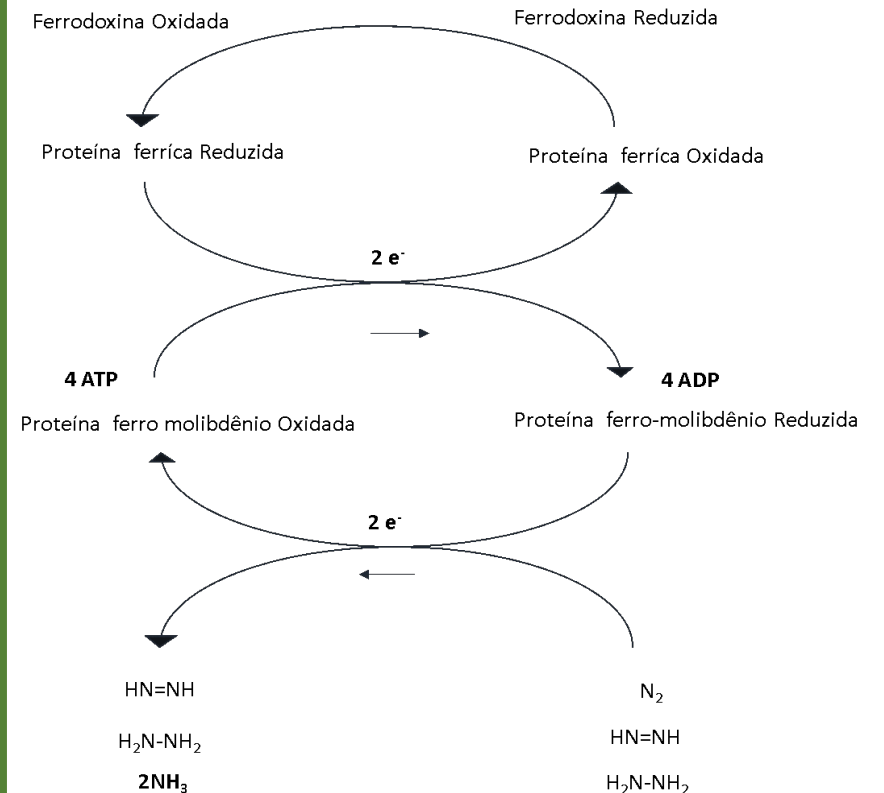 Ferrodoxina Oxidada
Ferrodoxina Reduzida
Proteína ferríca Reduzida
Proteína ferríca Oxidada
2 e⁻
4 ATP
4 ADP
Proteína ferro molibdênio Oxidada
Proteína ferro-molibdênio Reduzida
2 e⁻
HN=NH
N₂
H₂N-NH₂
HN=NH
2NH₃
H₂N-NH₂